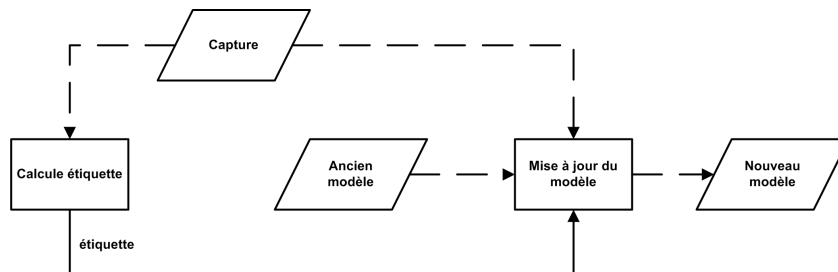 Capture
Calcule étiquette
Ancien
modèle
Mise à jour du
modèle
Nouveau
modèle
étiquette